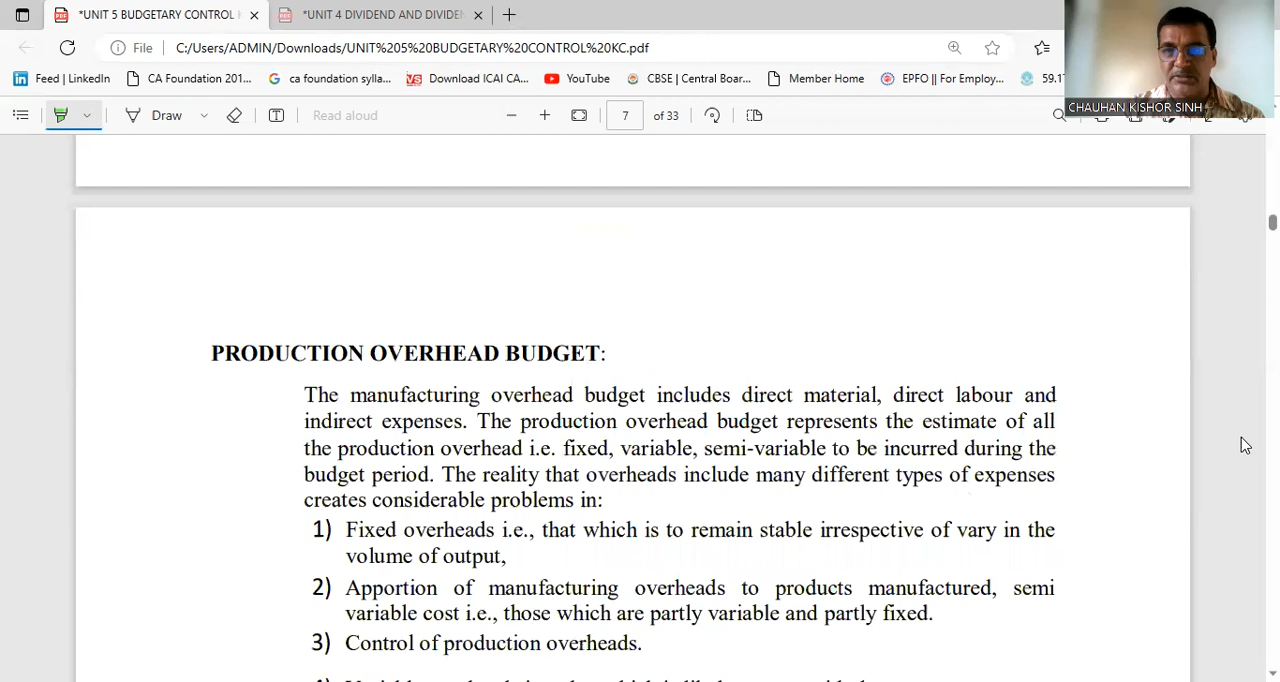 *UNIT 5 BUDGETARY CONTROL
*UNIT 4 DIVIDEND AND DIVIDE
File
C:/Users/ADMIN/Downloads/UNIT%205%20BUDGETARY%20CONTROL%20KC.pdf
Feed | LinkedIn CA Foundation 201... ca foundation sylla... Download ICAI CA... YouTube CBSE | Central Boar... Member Home EPFO || For Employ... 59.1
CHAUHAN KISHOR SINH
Draw Read aloud 7 of 33
PRODUCTION OVERHEAD BUDGET:
The manufacturing overhead budget includes direct material, direct labour and
indirect expenses. The production overhead budget represents the estimate of all
the production overhead i.e. fixed, variable, semi-variable to be incurred during the
budget period. The reality that overheads include many different types of expenses
creates considerable problems in:
1) Fixed overheads i.e., that which is to remain stable irrespective of vary in the
volume of output,
2) Apportion of manufacturing overheads to products manufactured, semi
variable cost i.e., those which are partly variable and partly fixed.
3) Control of production overheads.